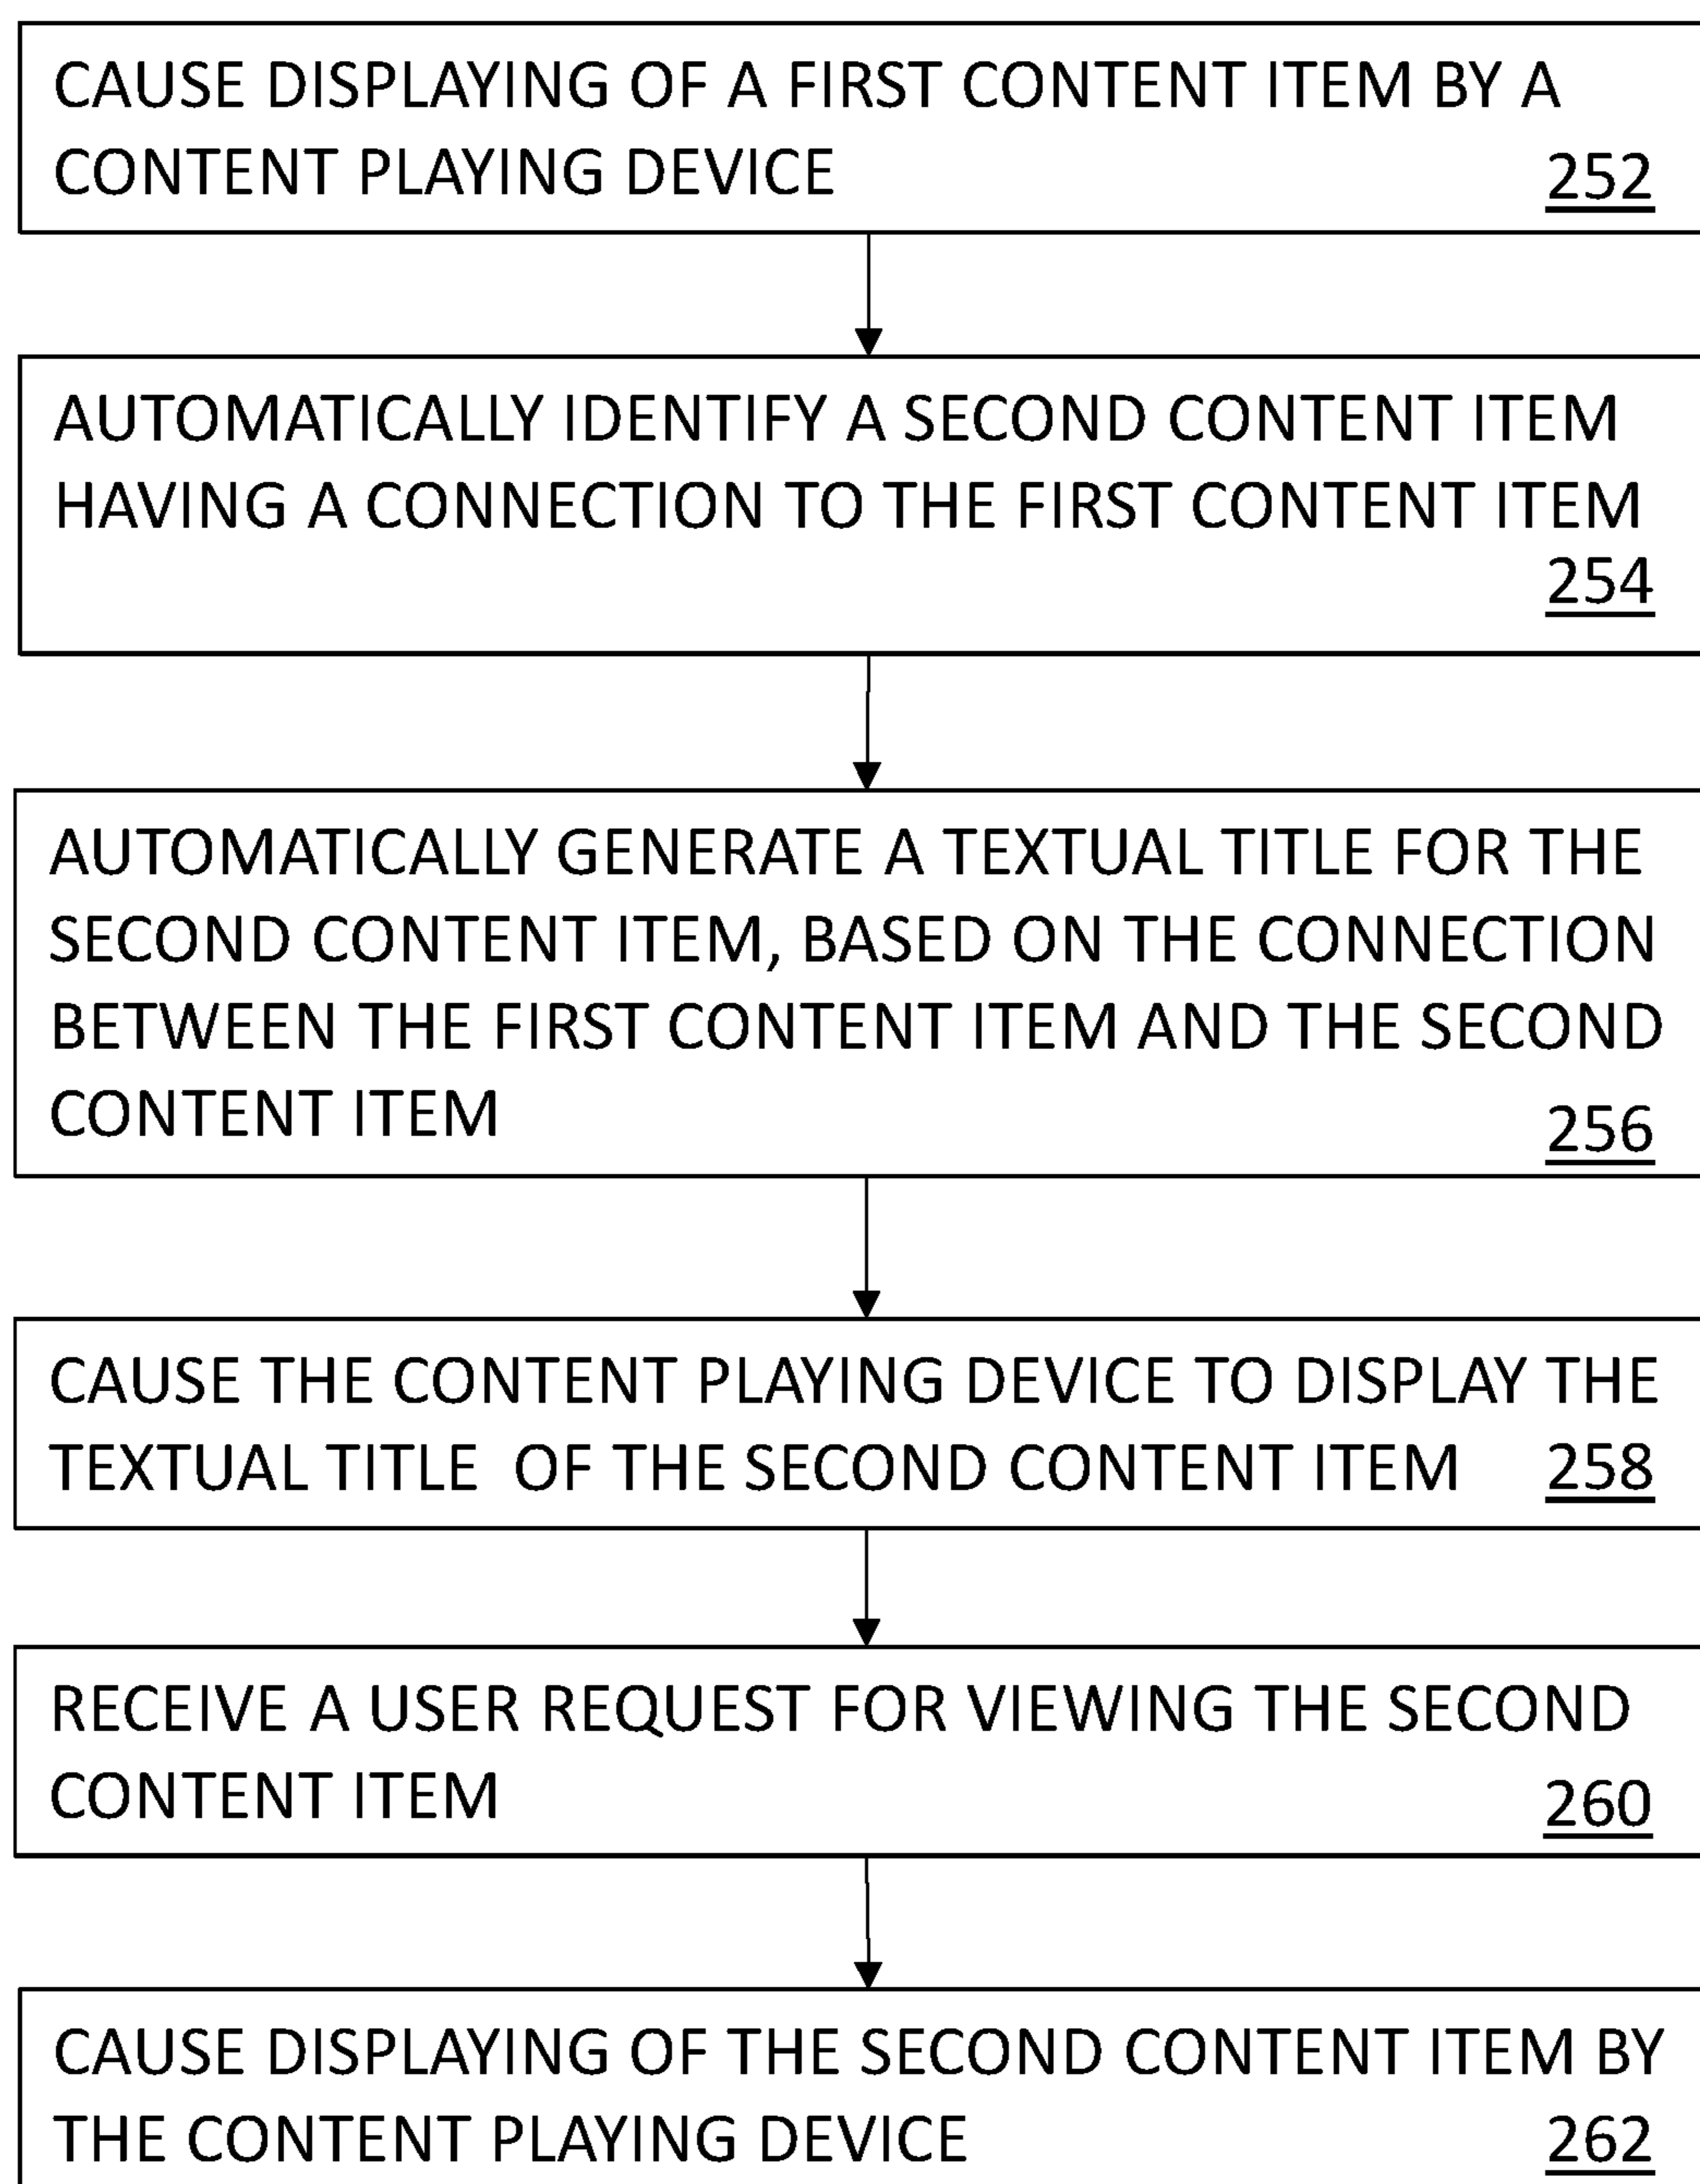 CAUSE DISPLAYING OF A FIRST CONTENT ITEM BY A
CONTENT PLAYING DEVICE 252
AUTOMATICALLY IDENTIFY A SECOND CONTENT ITEM
HAVING A CONNECTION TO THE FIRST CONTENT ITEM
254
AUTOMATICALLY GENERATE A TEXTUAL TITLE FOR THE
SECOND CONTENT ITEM, BASED ON THE CONNECTION
BETWEEN THE FIRST CONTENT ITEM AND THE SECOND
CONTENT ITEM 256
CAUSE THE CONTENT PLAYING DEVICE TO DISPLAY THE
TEXTUAL TITLE OF THE SECOND CONTENT ITEM 258
RECEIVE A USER REQUEST FOR VIEWING THE SECOND
CONTENT ITEM 260
CAUSE DISPLAYING OF THE SECOND CONTENT ITEM BY
THE CONTENT PLAYING DEVICE 262